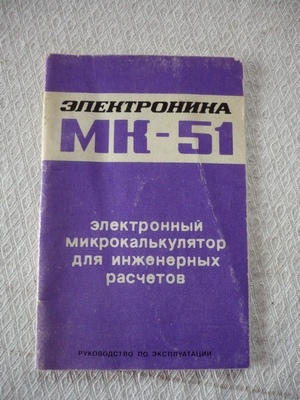 ЭЛЕКТРОНИКА
МК-51
электронный
микрокалькулятор
для инженерных
расчетов
РУКОВОДСТВО ПО ЭКСПЛУАТАЦИИ